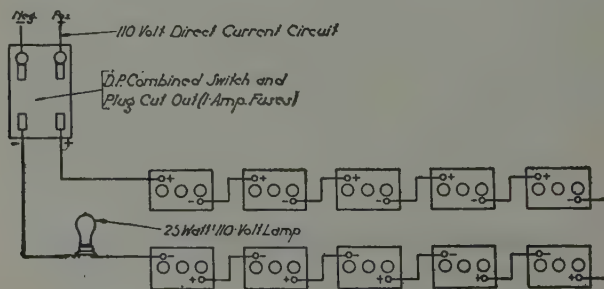 Neg. Pos.
110 Volt Direct Current Circuit
D.P. Combined Switch and
Plug Cut Out (1-Amp. Fuses)
- +
+ + + + +
- - - - -
25 Watt-110-Volt Lamp
- - - - -
+ + + + +